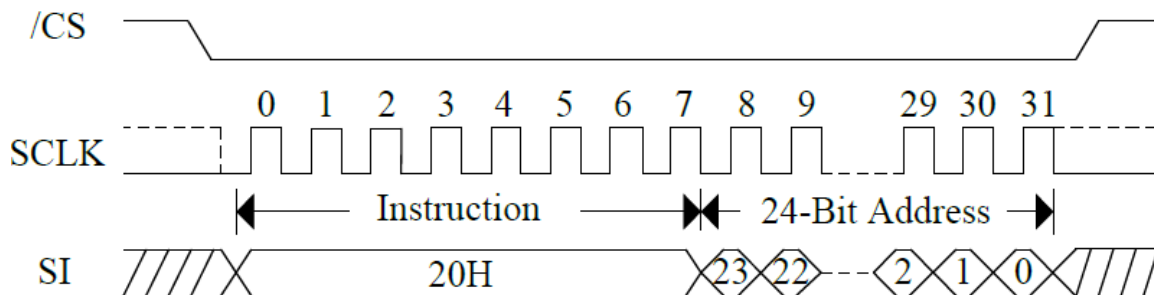 /CS
0 1 2 3 4 5 6 7 8 9 29 30 31
SCLK
Instruction 24-Bit Address
SI 20H 23 22 2 1 0